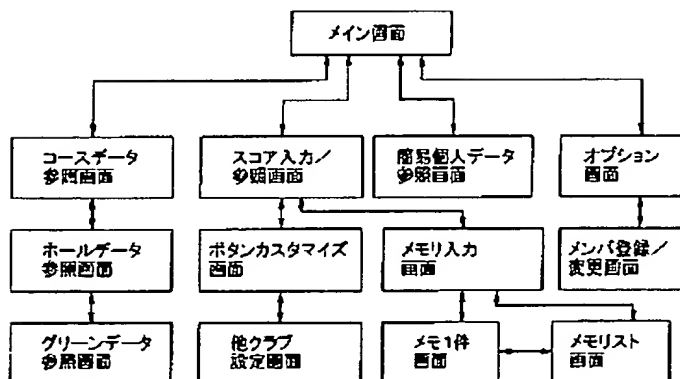 メイン画面
コースデータ
参照画面
スコア入力／
参照画面
簡易個人データ
参照画面
オプション
画面
ホールデータ
参照画面
ボタンカスタマイズ
画面
メモリ入力
画面
メンバ登録／
変更画面
グリーンデータ
参照画面
他クラブ
設定画面
メモ1件
画面
メモリスト
画面